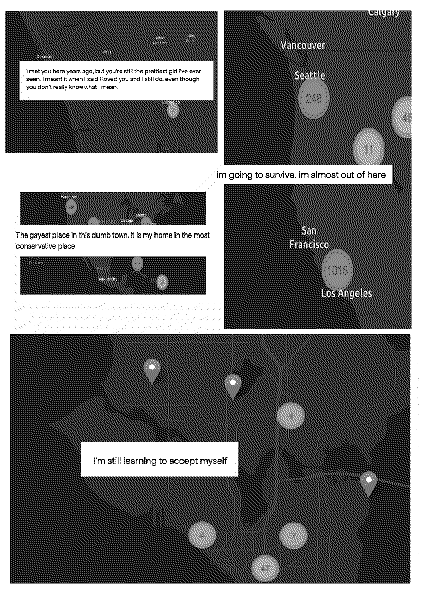 I met you here years ago, but you're still the prettiest girl I've ever
seen. I meant it when I said I loved you and I still do, even though
you don't really know what I mean.
Calgary
Vancouver
Seattle
246
11
im going to survive. im almost out of here
The gayest place in this dumb town. it is my home in the most
conservative place
San
Francisco
1016
Los Angeles
I'm still learning to accept myself